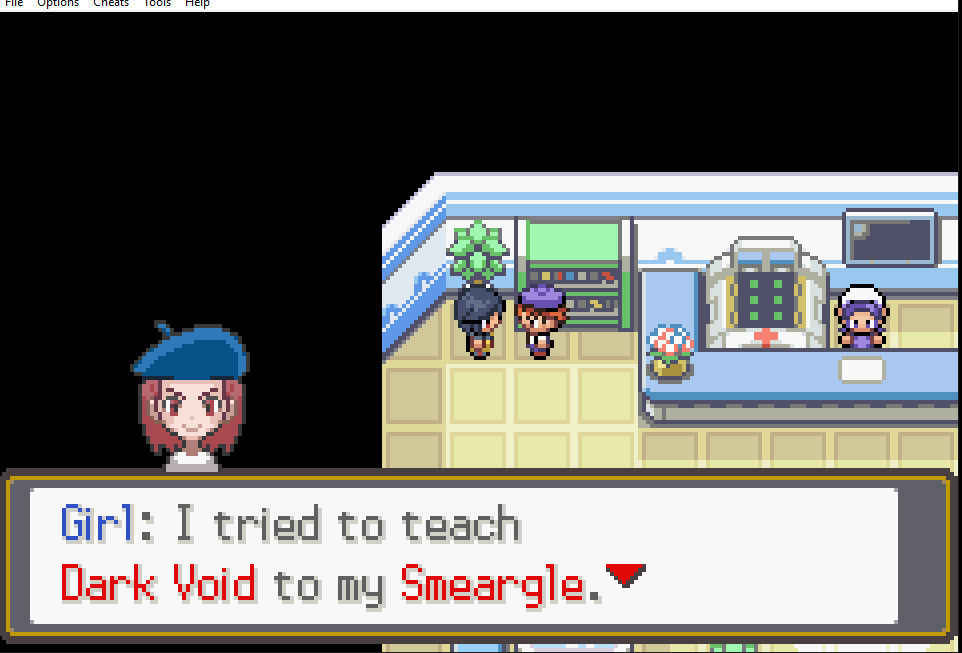 File Options Cheats Tools Help
Girl: I tried to teach
Dark Void to my Smeargle.